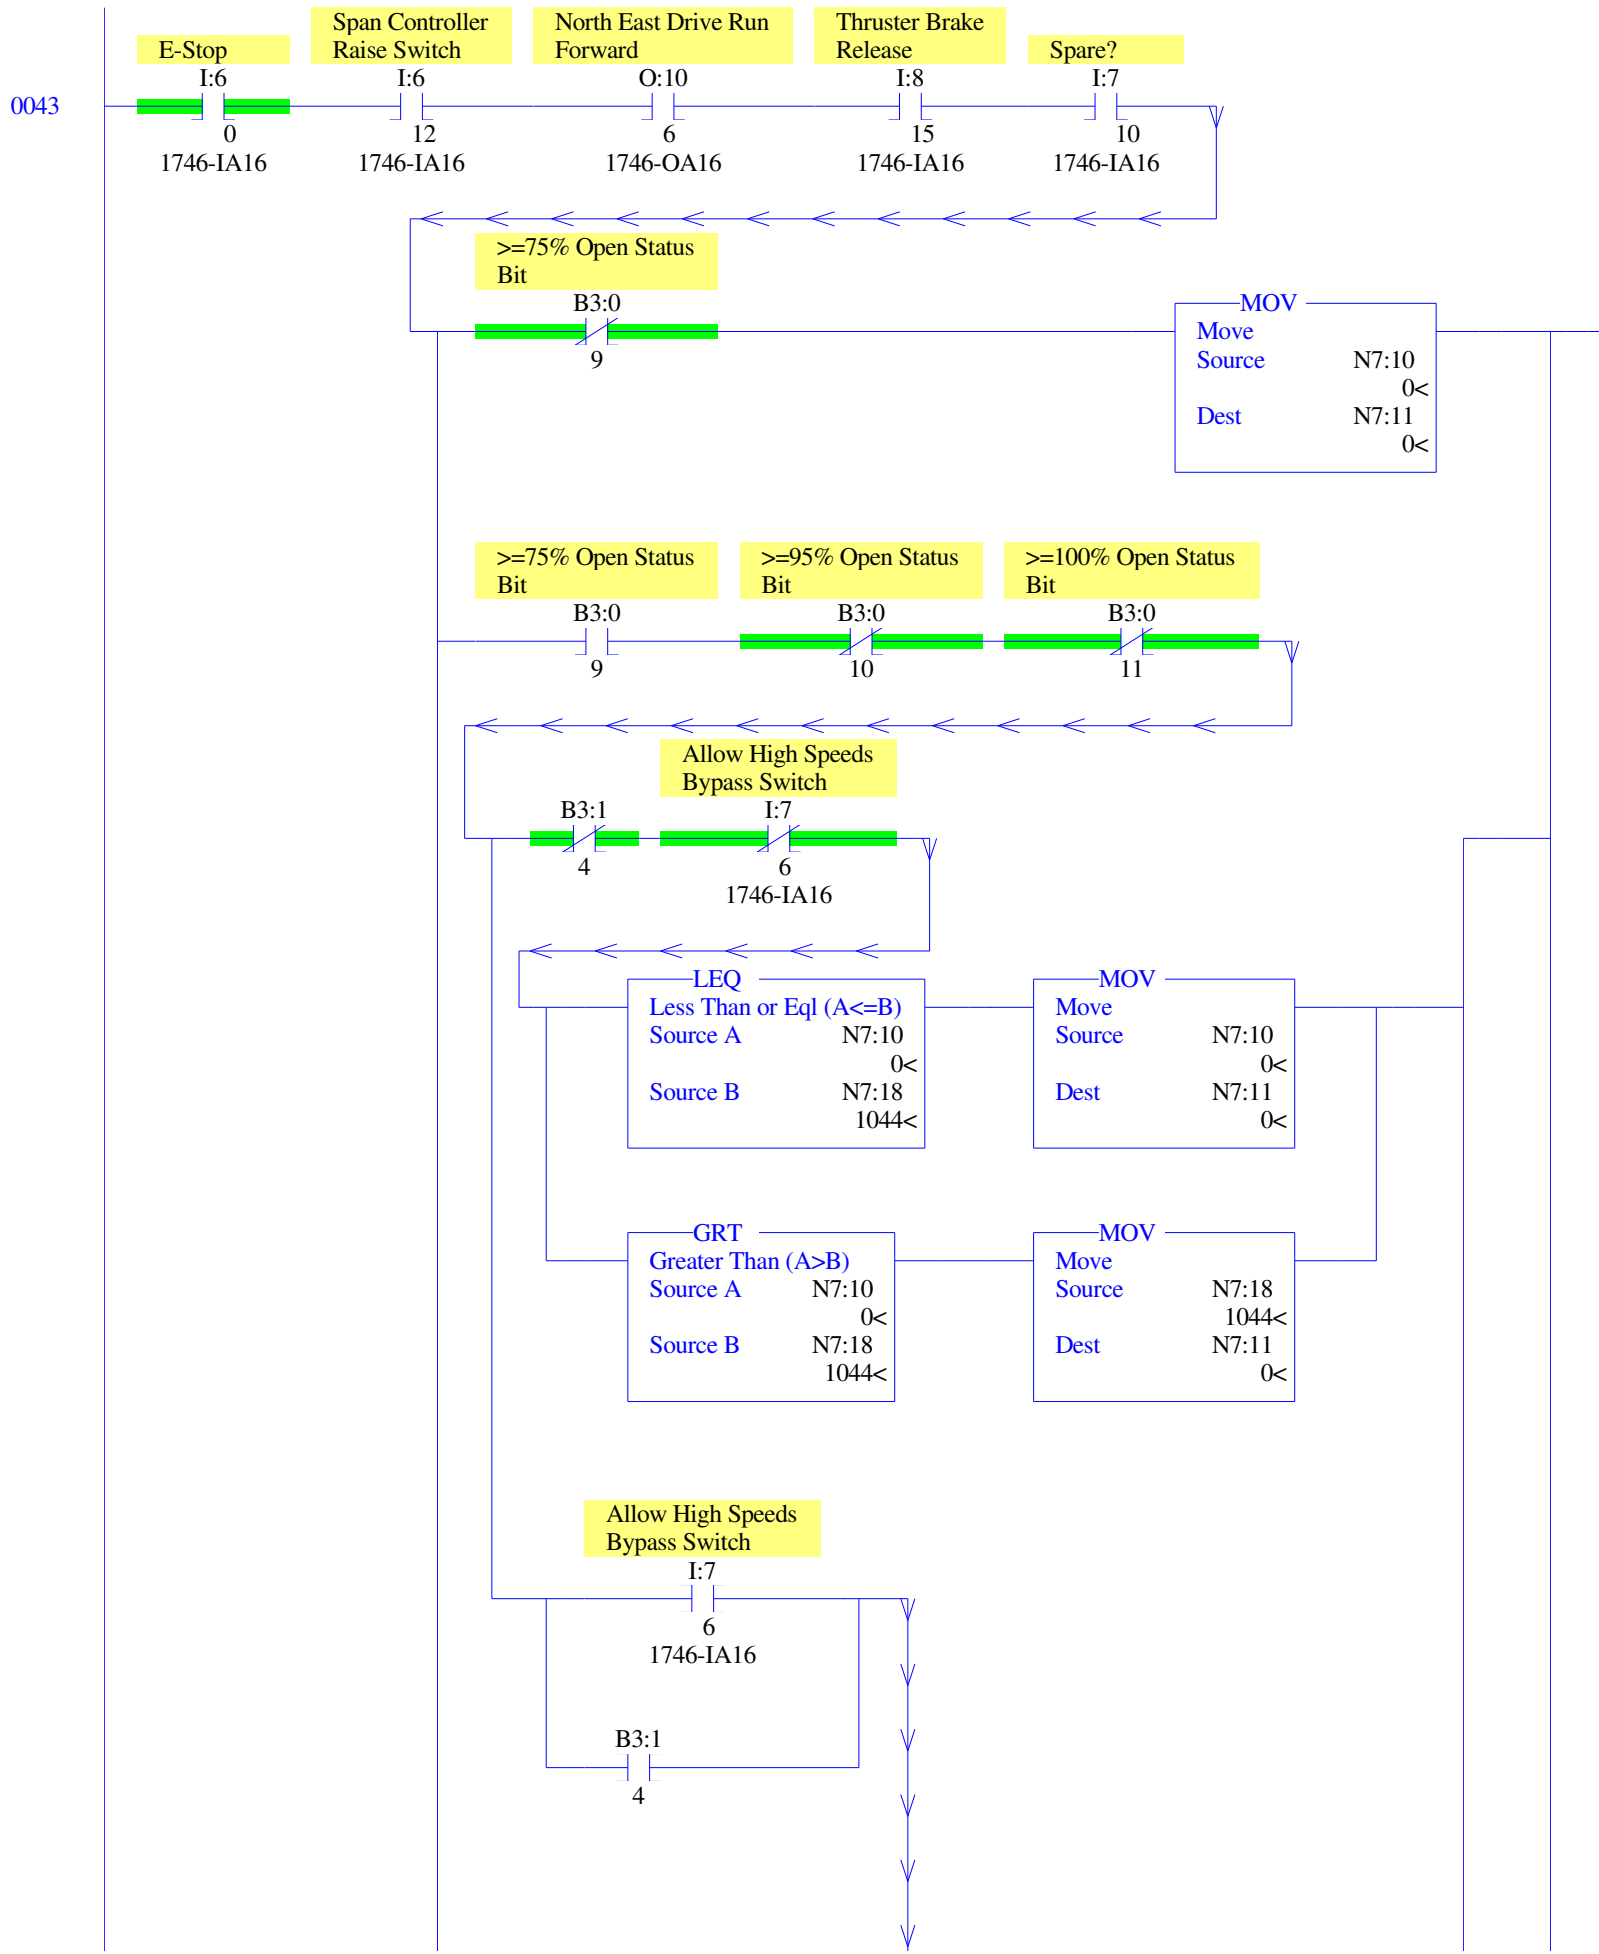 E-Stop
Span Controller
Raise Switch
North East Drive Run
Forward
Thruster Brake
Release
Spare?
I:6
I:6
O:10
I:8
I:7
0043
0
12
6
15
10
1746-IA16
1746-IA16
1746-OA16
1746-IA16
1746-IA16
>=75% Open Status
Bit
B3:0
9
MOV
Move
Source N7:10
0<
Dest N7:11
0<
>=75% Open Status
Bit
>=95% Open Status
Bit
>=100% Open Status
Bit
B3:0
B3:0
B3:0
9
10
11
Allow High Speeds
Bypass Switch
B3:1
I:7
4
6
1746-IA16
LEQ
Less Than or Eql (A<=B)
Source A N7:10
0<
Source B N7:18
1044<
MOV
Move
Source N7:10
0<
Dest N7:11
0<
GRT
Greater Than (A>B)
Source A N7:10
0<
Source B N7:18
1044<
MOV
Move
Source N7:18
1044<
Dest N7:11
0<
Allow High Speeds
Bypass Switch
I:7
6
1746-IA16
B3:1
4